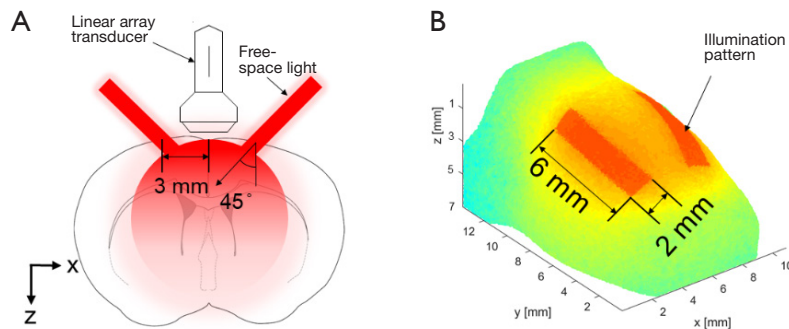 A
Linear array
transducer
Free-
space light
3 mm
45°
x
z
B
Illumination
pattern
z [mm]
1
3
5
7
6 mm
2 mm
12
10
8
6
4
2
y [mm]
2
4
6
8
10
x [mm]